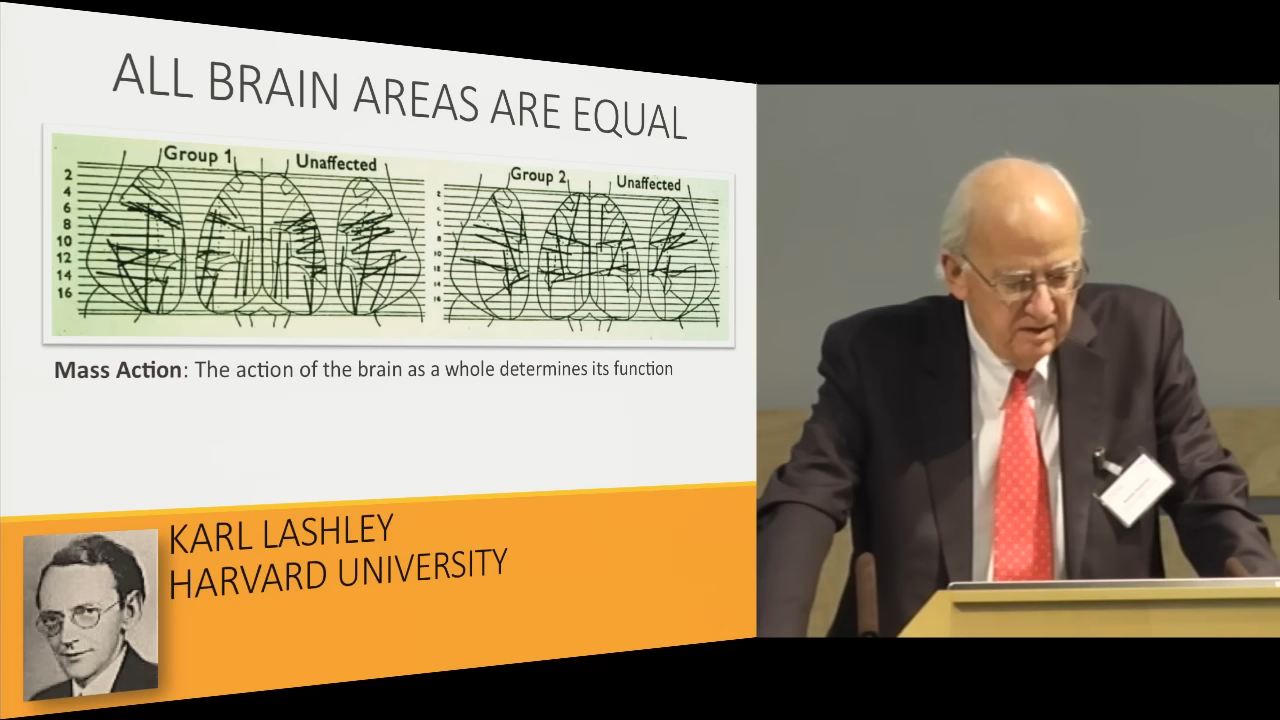 ALL BRAIN AREAS ARE EQUAL
Group 1 Unaffected Group 2 Unaffected
2
4
6
8
10
12
14
16
Mass Action: The action of the brain as a whole determines its function
KARL LASHLEY
HARVARD UNIVERSITY